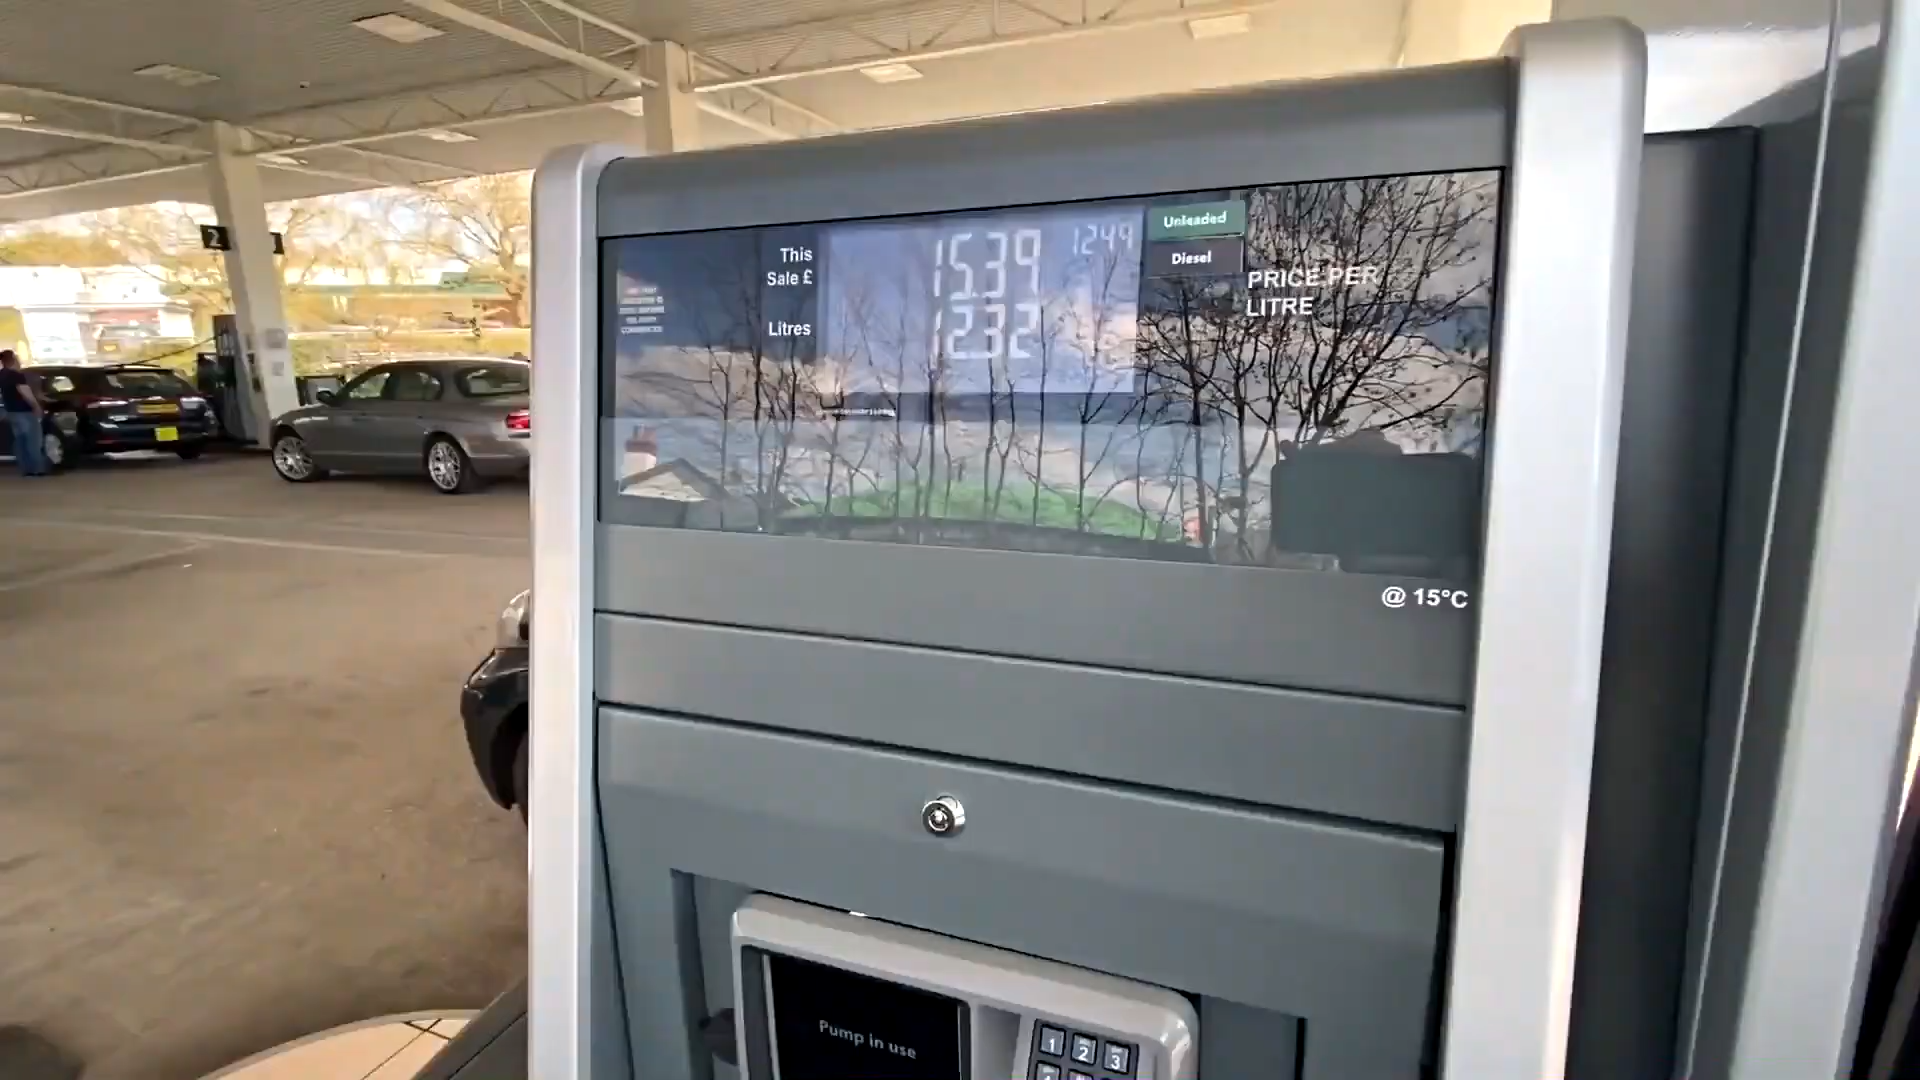 2
This
Sale £
15.39
124.9
Unleaded
Diesel
PRICE PER
LITRE
Litres
12.32
@ 15°C
Pump in use
1 2 3